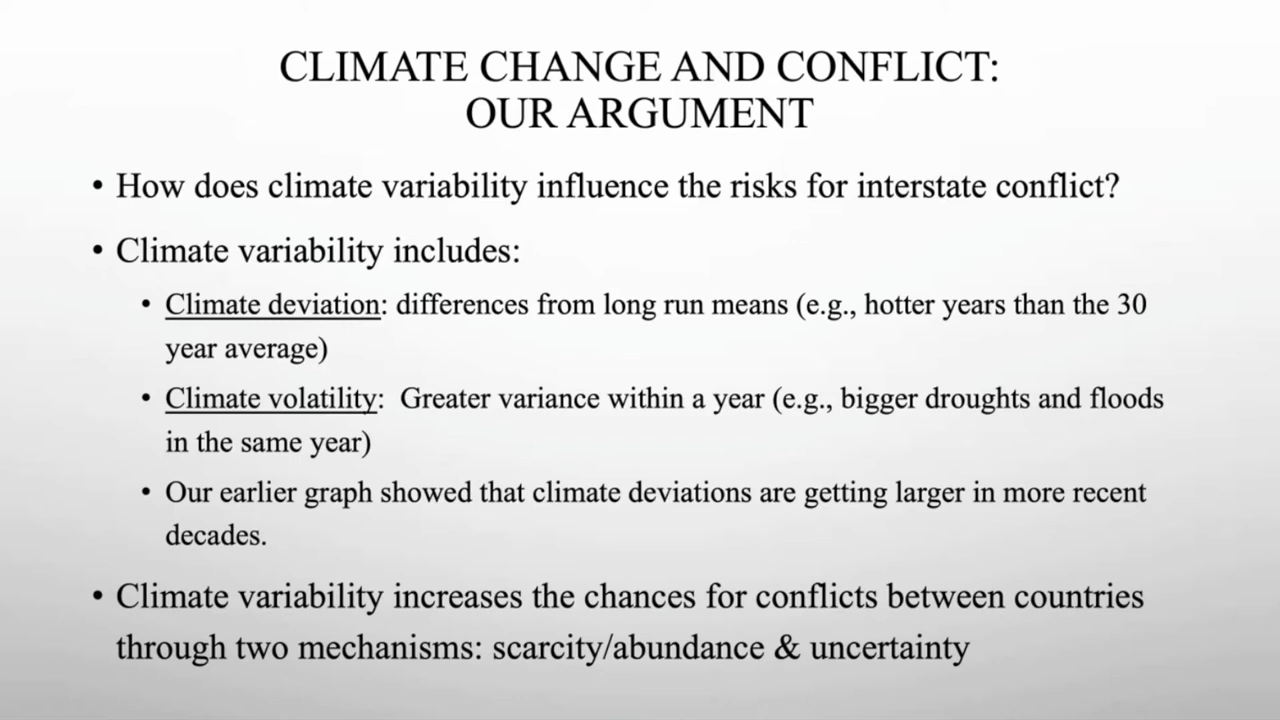 CLIMATE CHANGE AND CONFLICT:
OUR ARGUMENT
• How does climate variability influence the risks for interstate conflict?
• Climate variability includes:
• Climate deviation: differences from long run means (e.g., hotter years than the 30
year average)
• Climate volatility:  Greater variance within a year (e.g., bigger droughts and floods
in the same year)
• Our earlier graph showed that climate deviations are getting larger in more recent
decades.
• Climate variability increases the chances for conflicts between countries
through two mechanisms: scarcity/abundance & uncertainty